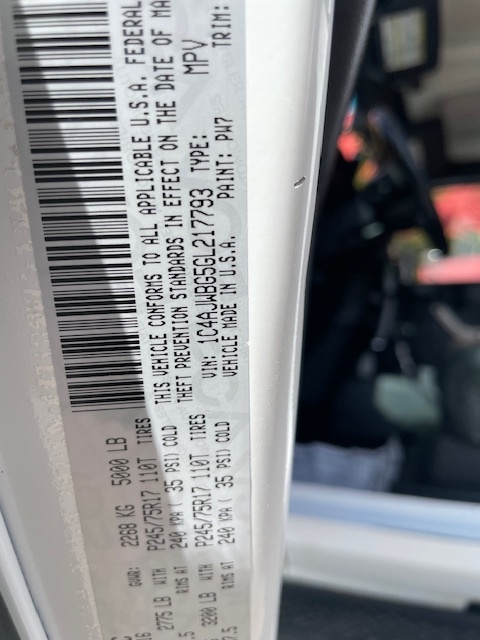 GVWR: 2268 KG 5000 LB
2775 LB WITH P245/75R17 110T TIRES
RIMS AT 240 KPA ( 35 PSI) COLD
3200 LB WITH P245/75R17 110T TIRES
RIMS AT 240 KPA ( 35 PSI) COLD
THIS VEHICLE CONFORMS TO ALL APPLICABLE U.S.A. FEDERAL
THEFT PREVENTION STANDARDS IN EFFECT ON THE DATE OF MA
VIN: 1C4AJWBG5GL217793 TYPE: MPV
VEHICLE MADE IN U.S.A. PAINT: PW7 TRIM: